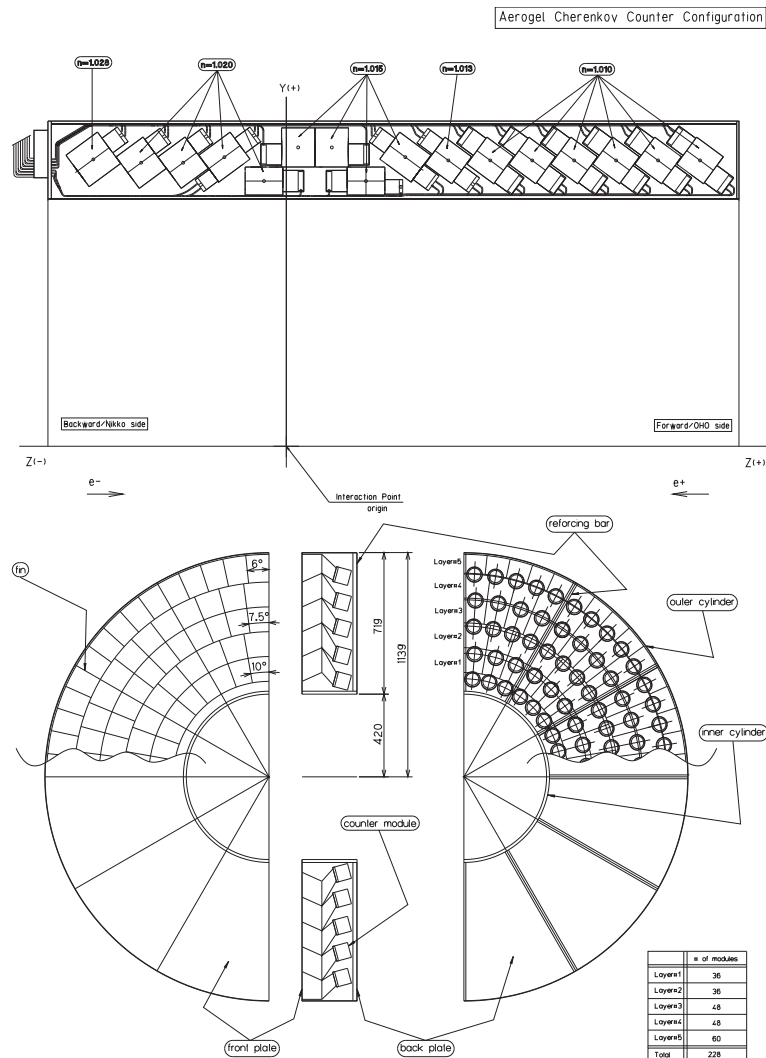 Aerogel Cherenkov Counter Configuration
n=1.028
n=1.020
n=1.015
n=1.013
n=1.010
Y(+)
Backward/Nikko side
Forward/OHO side
Z(-)
Z(+)
e-
e+
Interaction Point
origin
reforcing bar
fin
6°
7.5°
10°
719
1139
420
Layer#5
Layer#4
Layer#3
Layer#2
Layer#1
outer cylinder
inner cylinder
counter module
front plate
back plate
# of modules
Layer#1 36
Layer#2 36
Layer#3 48
Layer#4 48
Layer#5 60
Total 228